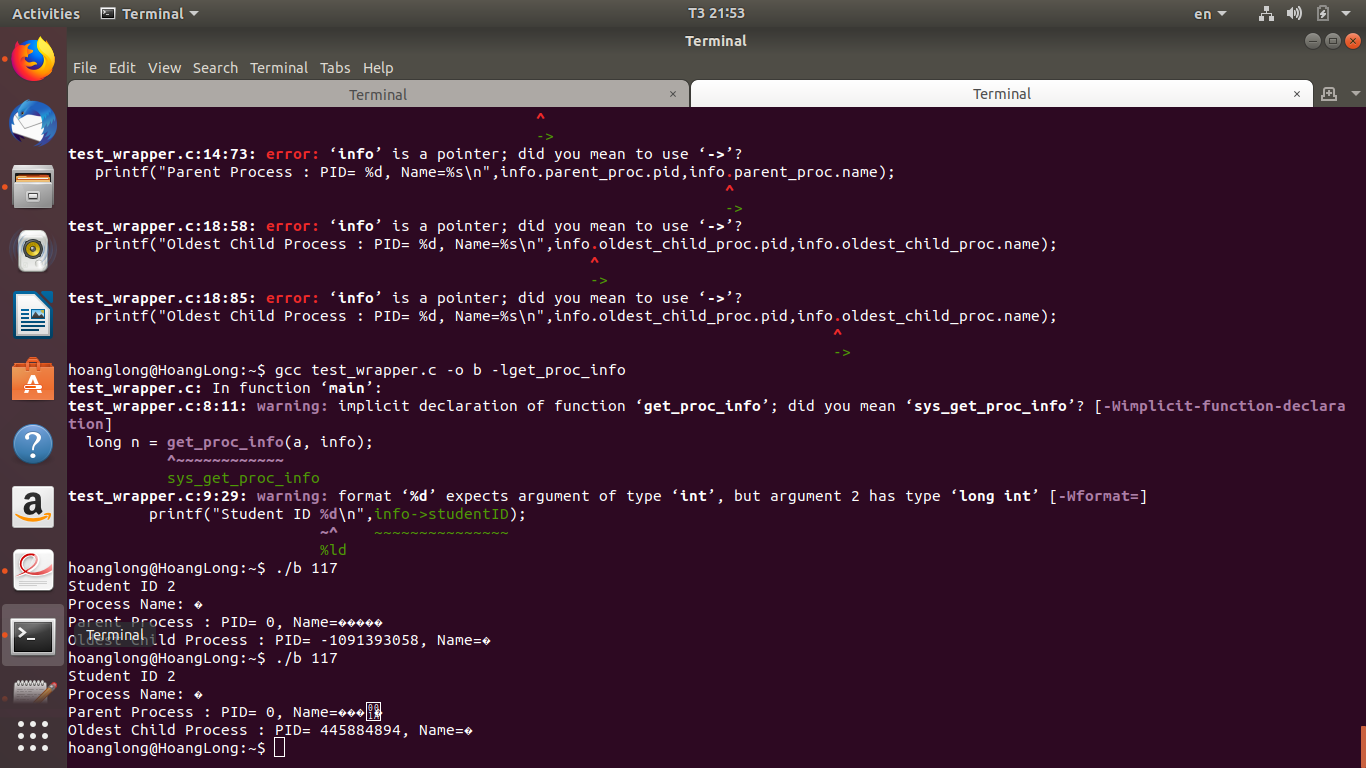 Activities Terminal T3 21:53 en
Terminal
File Edit View Search Terminal Tabs Help
Terminal × Terminal ×
^
->
test_wrapper.c:14:73: error: ‘info’ is a pointer; did you mean to use ‘->’?
printf("Parent Process : PID= %d, Name=%s\n",info.parent_proc.pid,info.parent_proc.name);
^
->
test_wrapper.c:18:58: error: ‘info’ is a pointer; did you mean to use ‘->’?
printf("Oldest Child Process : PID= %d, Name=%s\n",info.oldest_child_proc.pid,info.oldest_child_proc.name);
^
->
test_wrapper.c:18:85: error: ‘info’ is a pointer; did you mean to use ‘->’?
printf("Oldest Child Process : PID= %d, Name=%s\n",info.oldest_child_proc.pid,info.oldest_child_proc.name);
^
->
hoanglong@HoangLong:~$ gcc test_wrapper.c -o b -lget_proc_info
test_wrapper.c: In function ‘main’:
test_wrapper.c:8:11: warning: implicit declaration of function ‘get_proc_info’; did you mean ‘sys_get_proc_info’? [-Wimplicit-function-declara
tion]
long n = get_proc_info(a, info);
^~~~~~~~~~~~~
sys_get_proc_info
test_wrapper.c:9:29: warning: format ‘%d’ expects argument of type ‘int’, but argument 2 has type ‘long int’ [-Wformat=]
printf("Student ID %d\n",info->studentID);
~^ ~~~~~~~~~~~~~~~
%ld
hoanglong@HoangLong:~$ ./b 117
Student ID 2
Process Name: �
Parent Process : PID= 0, Name=�����
Oldest Child Process : PID= -1091393058, Name=�
Terminal
hoanglong@HoangLong:~$ ./b 117
Student ID 2
Process Name: �
Parent Process : PID= 0, Name=���
Oldest Child Process : PID= 445884894, Name=�
hoanglong@HoangLong:~$